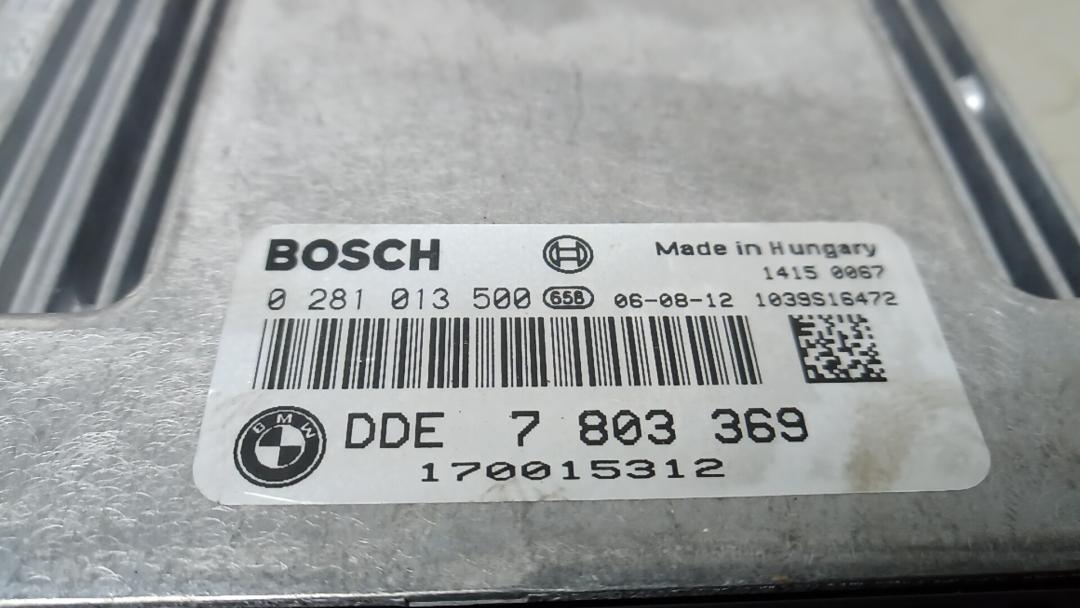 BOSCH
Made in Hungary
1415 0067
0 281 013 500 658 06-08-12 1039S16472
BMW
DDE 7 803 369
170015312